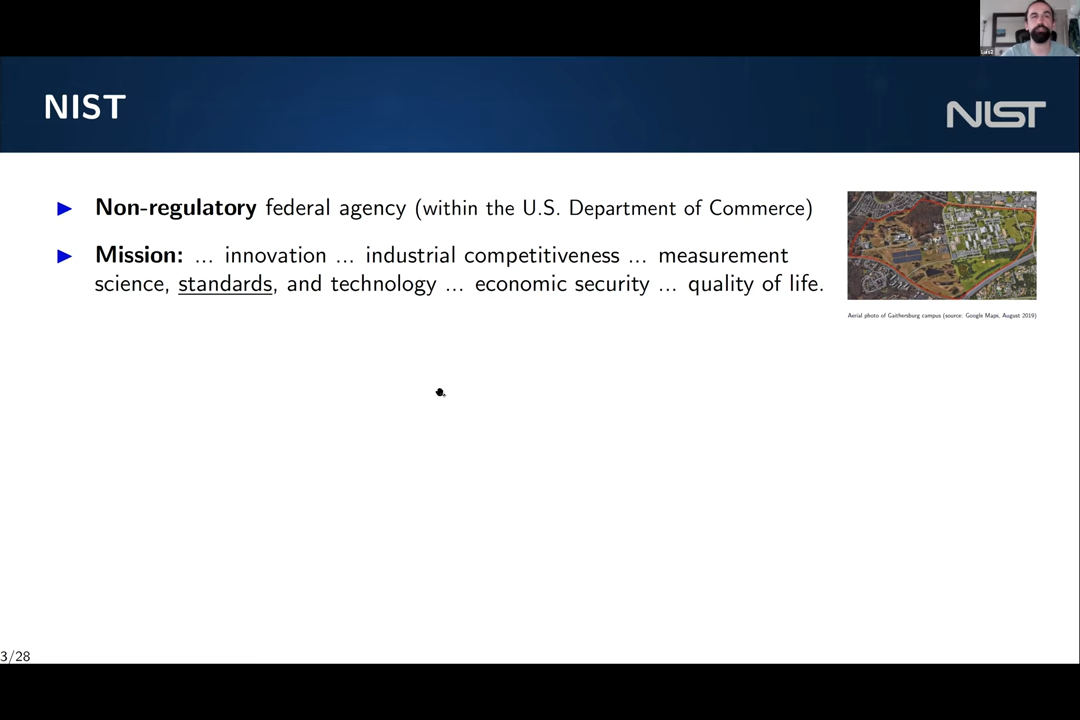 NIST
NIST
▶ Non-regulatory federal agency (within the U.S. Department of Commerce)
▶ Mission: ... innovation ... industrial competitiveness ... measurement
science, standards, and technology ... economic security ... quality of life.
Aerial photo of Gaithersburg campus (source: Google Maps, August 2019)
3/28